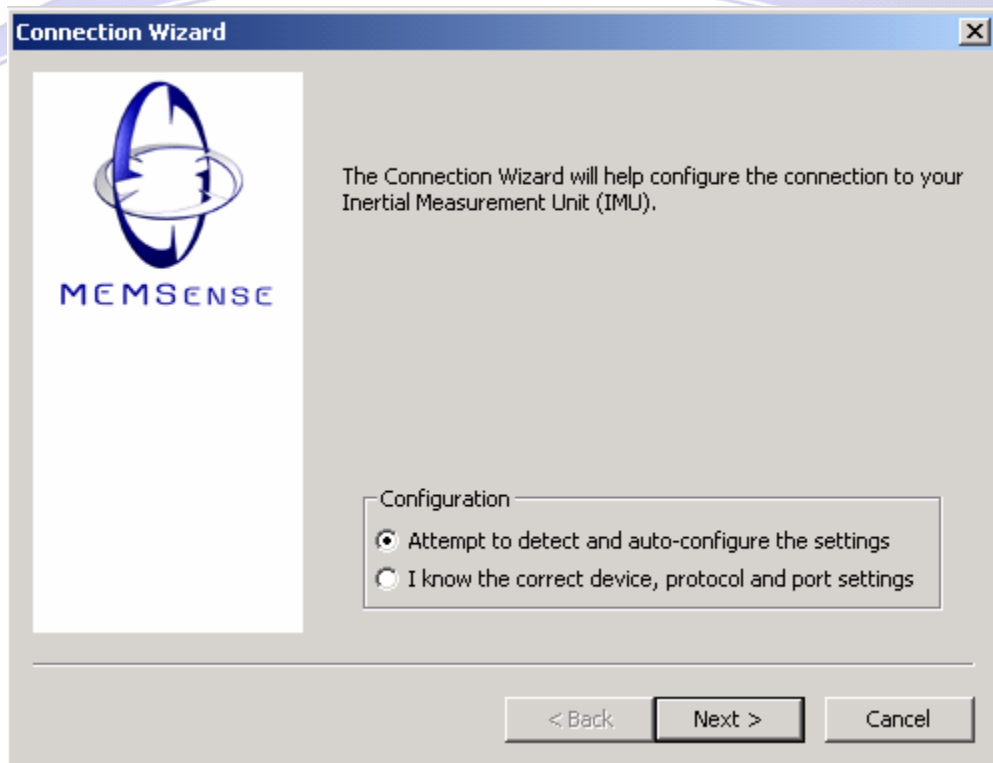 Connection Wizard
The Connection Wizard will help configure the connection to your
Inertial Measurement Unit (IMU).
MEMSENSE
Configuration
Attempt to detect and auto-configure the settings
I know the correct device, protocol and port settings
< Back
Next >
Cancel